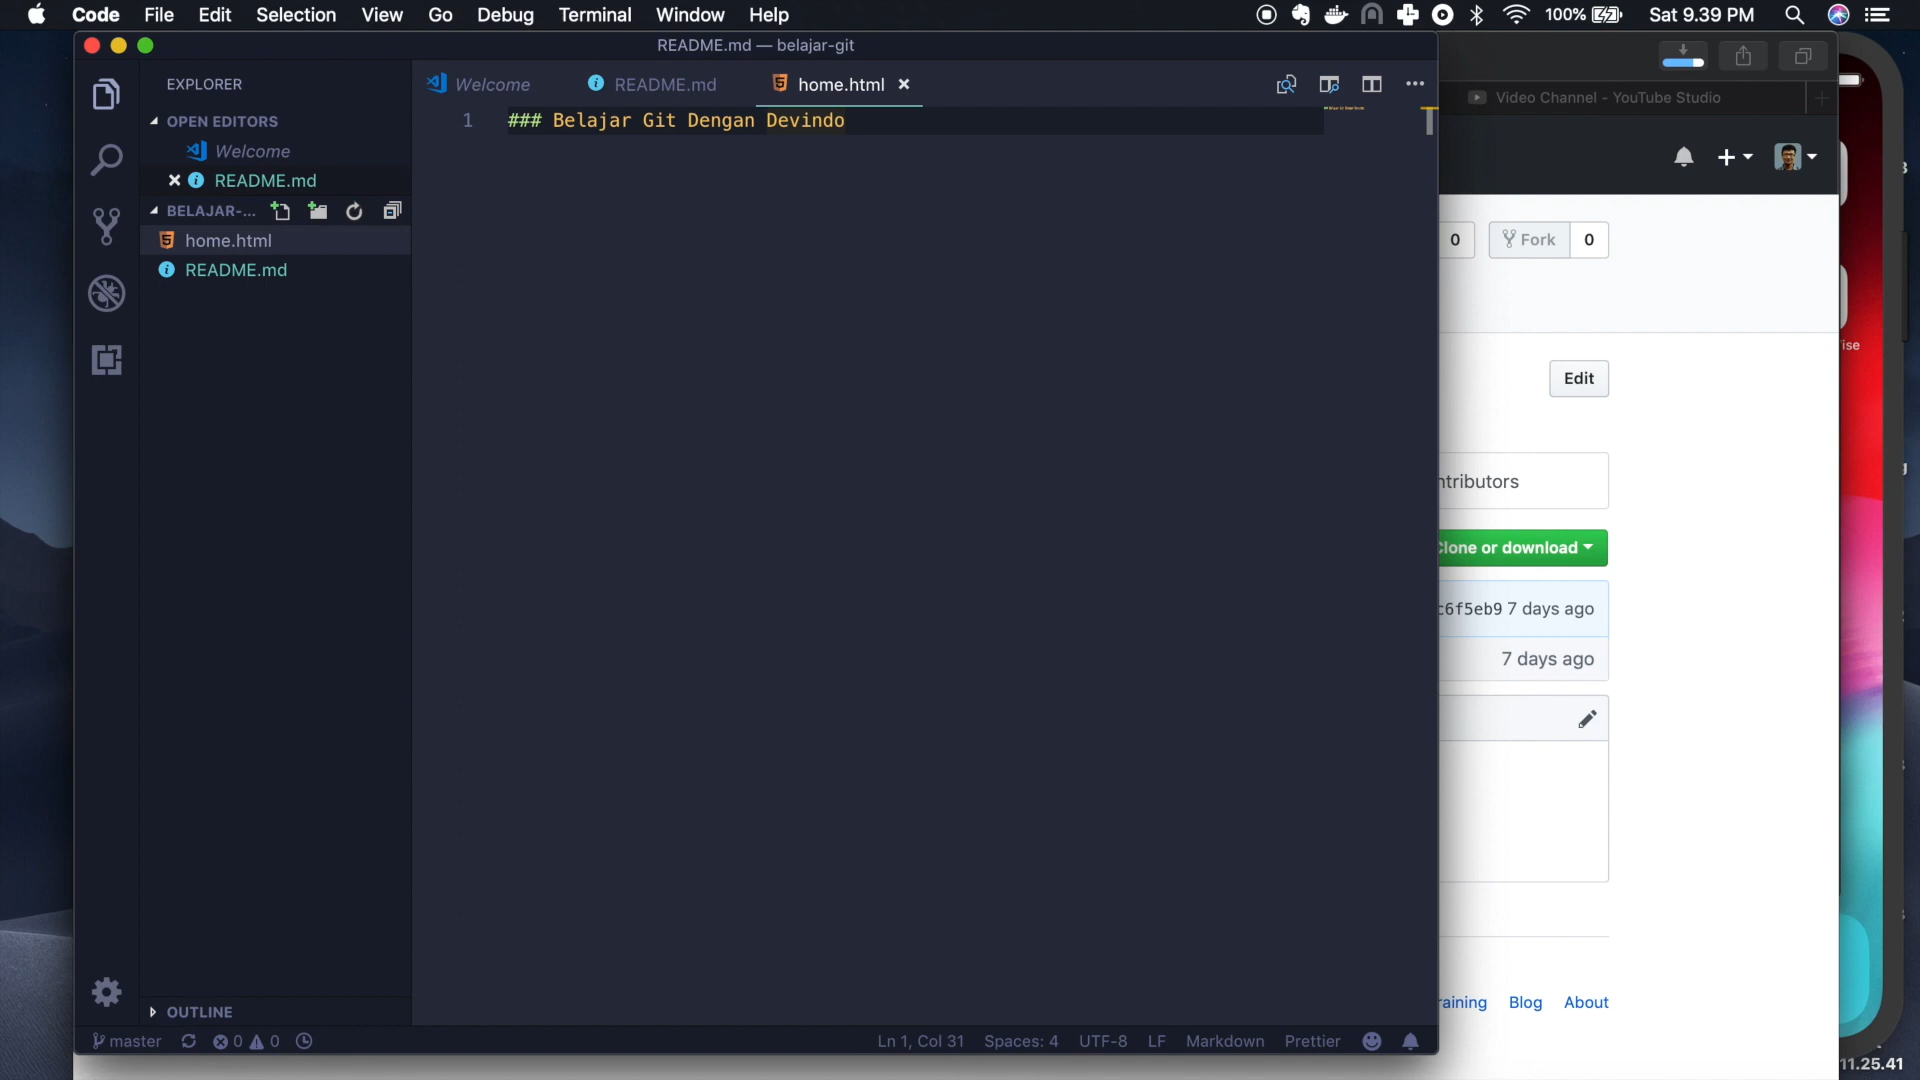 Code File Edit Selection View Go Debug Terminal Window Help 100% Sat 9.39 PM
README.md — belajar-git
EXPLORER
OPEN EDITORS
Welcome
README.md
BELAJAR-...
home.html
README.md
OUTLINE
Welcome README.md home.html
1 ### Belajar Git Dengan Devindo
master 0 0 Ln 1, Col 31 Spaces: 4 UTF-8 LF Markdown Prettier
Video Channel - YouTube Studio
0 Fork 0
Edit
ntributors
Clone or download
c6f5eb9 7 days ago
7 days ago
raining Blog About
ise
11.25.41